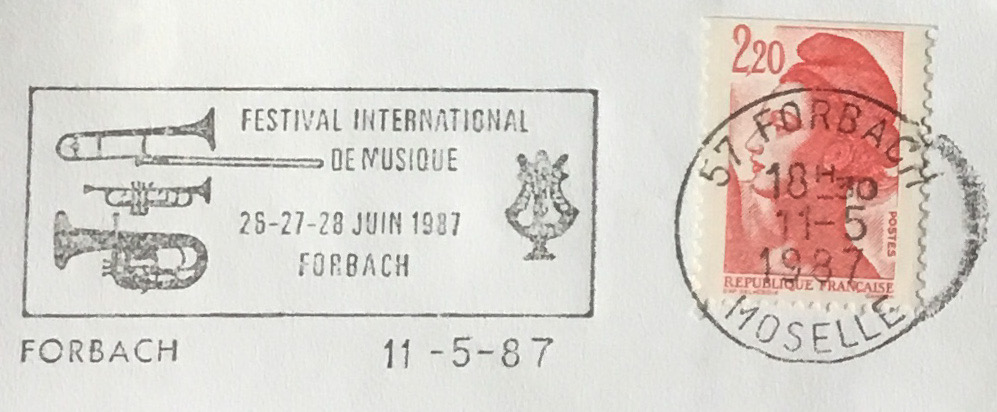 FESTIVAL INTERNATIONAL
DE MUSIQUE
26-27-28 JUIN 1987
FORBACH
FORBACH 11-5-87
2,20
57 FORBACH
18H30
11-5
1987
MOSELLE
POSTES
REPUBLIQUE FRANÇAISE